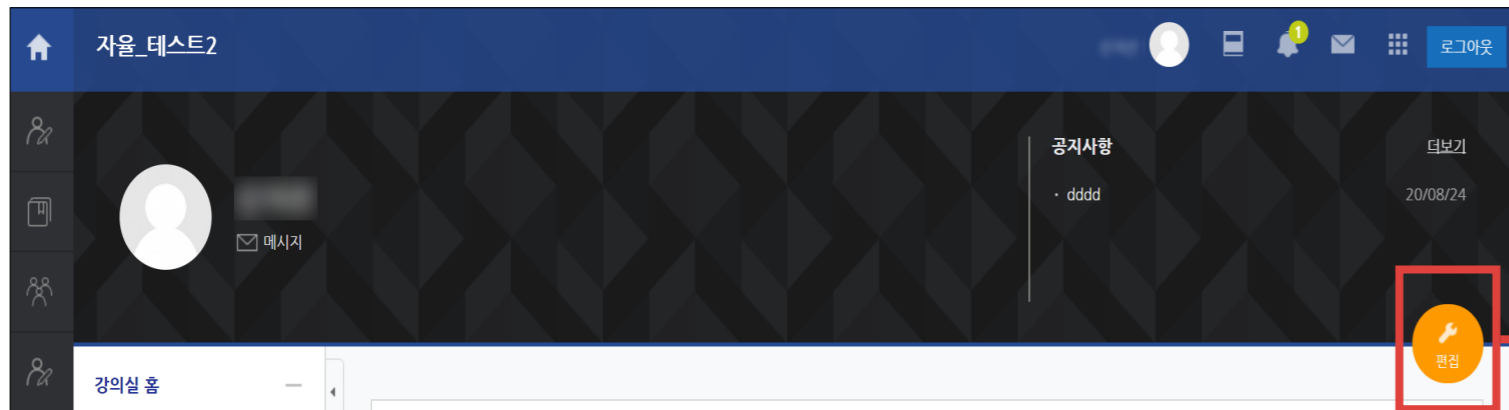 자율_테스트2
1
로그아웃
공지사항
더보기
· dddd
20/08/24
메시지
편집
강의실 홈